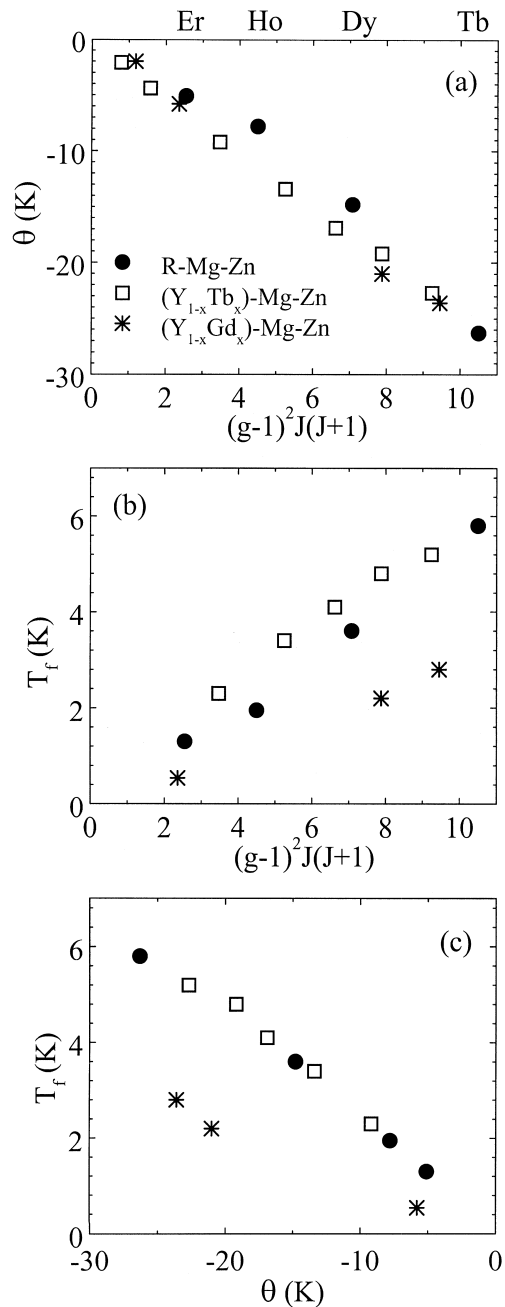 Er Ho Dy Tb
0
(a)
-10
θ (K)
R-Mg-Zn
-20
(Y1-xTbx)-Mg-Zn
(Y1-xGdx)-Mg-Zn
-30
0 2 4 6 8 10
(g-1)²J(J+1)
(b)
6
4
Tf (K)
2
0
0 2 4 6 8 10
(g-1)²J(J+1)
(c)
6
4
Tf (K)
2
0
-30 -20 -10 0
θ (K)